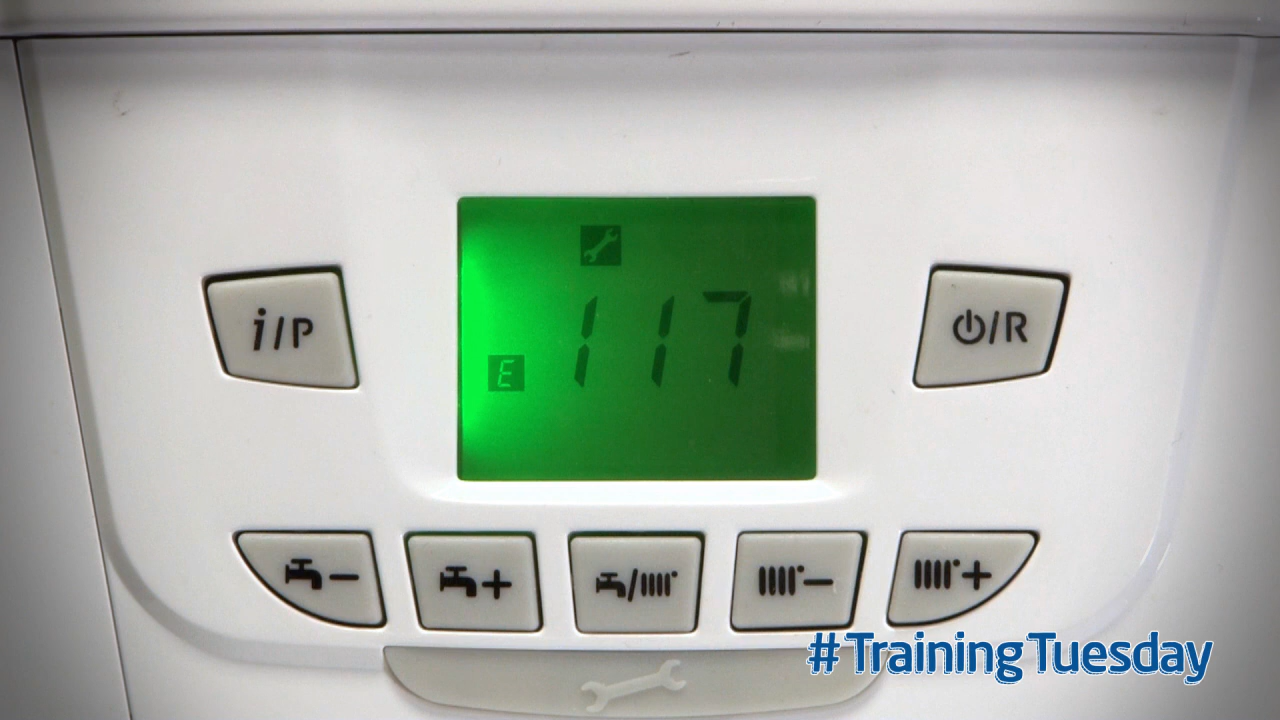 i/P
E
117
/R
-
+
/
-
+
#TrainingTuesday